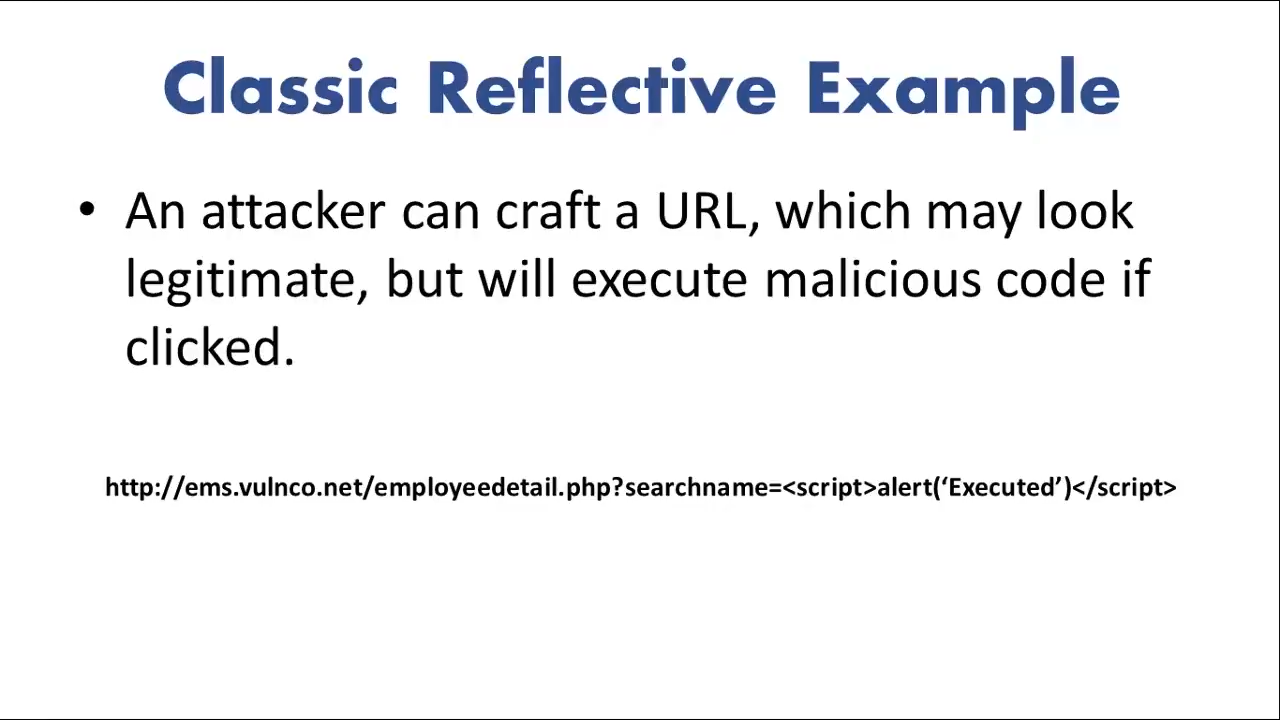 Classic Reflective Example
• An attacker can craft a URL, which may look
legitimate, but will execute malicious code if
clicked.
http://ems.vulnco.net/employeedetail.php?searchname=<script>alert(‘Executed’)</script>